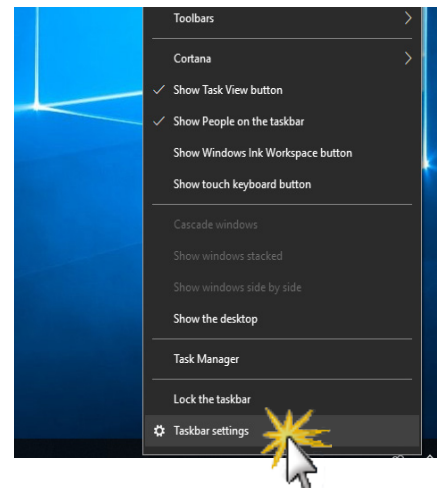 Toolbars
Cortana
Show Task View button
Show People on the taskbar
Show Windows Ink Workspace button
Show touch keyboard button
Cascade windows
Show windows stacked
Show windows side by side
Show the desktop
Task Manager
Lock the taskbar
Taskbar settings